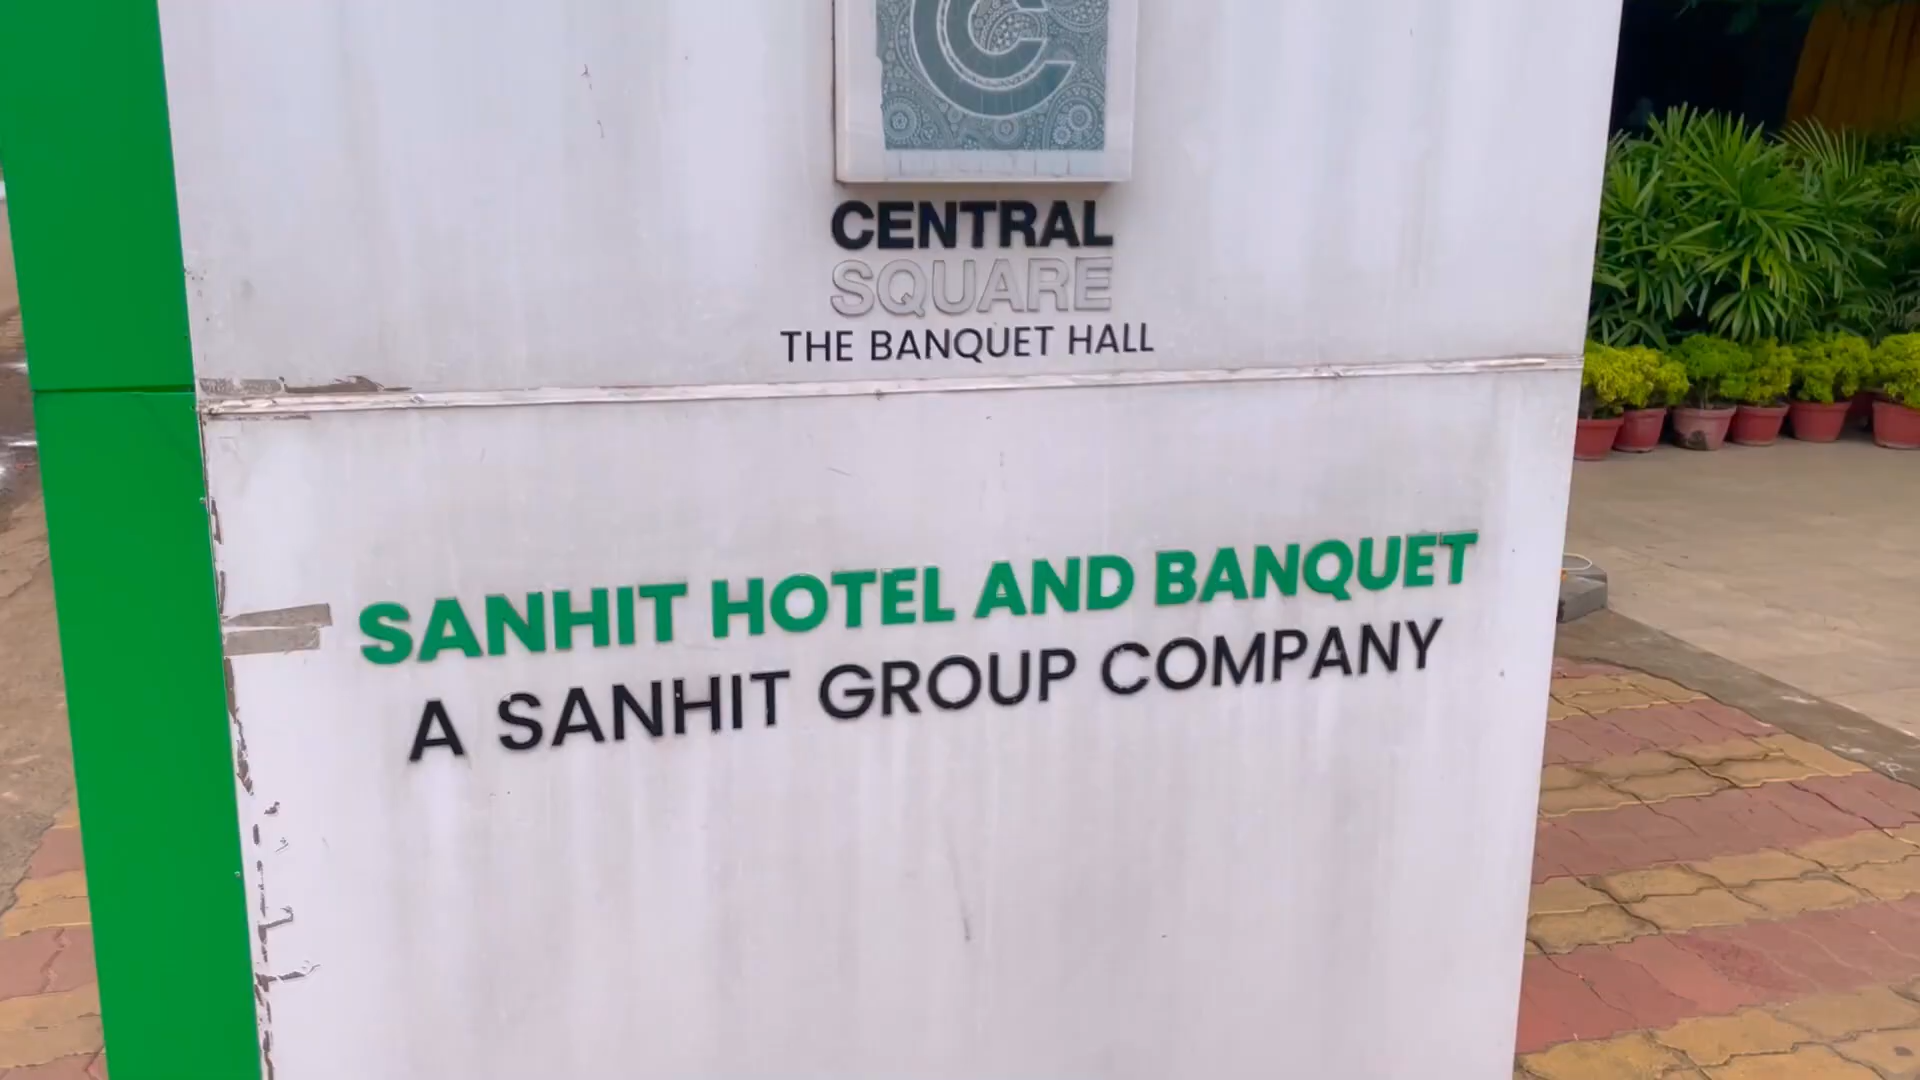 CENTRAL
SQUARE
THE BANQUET HALL
SANHIT HOTEL AND BANQUET
A SANHIT GROUP COMPANY